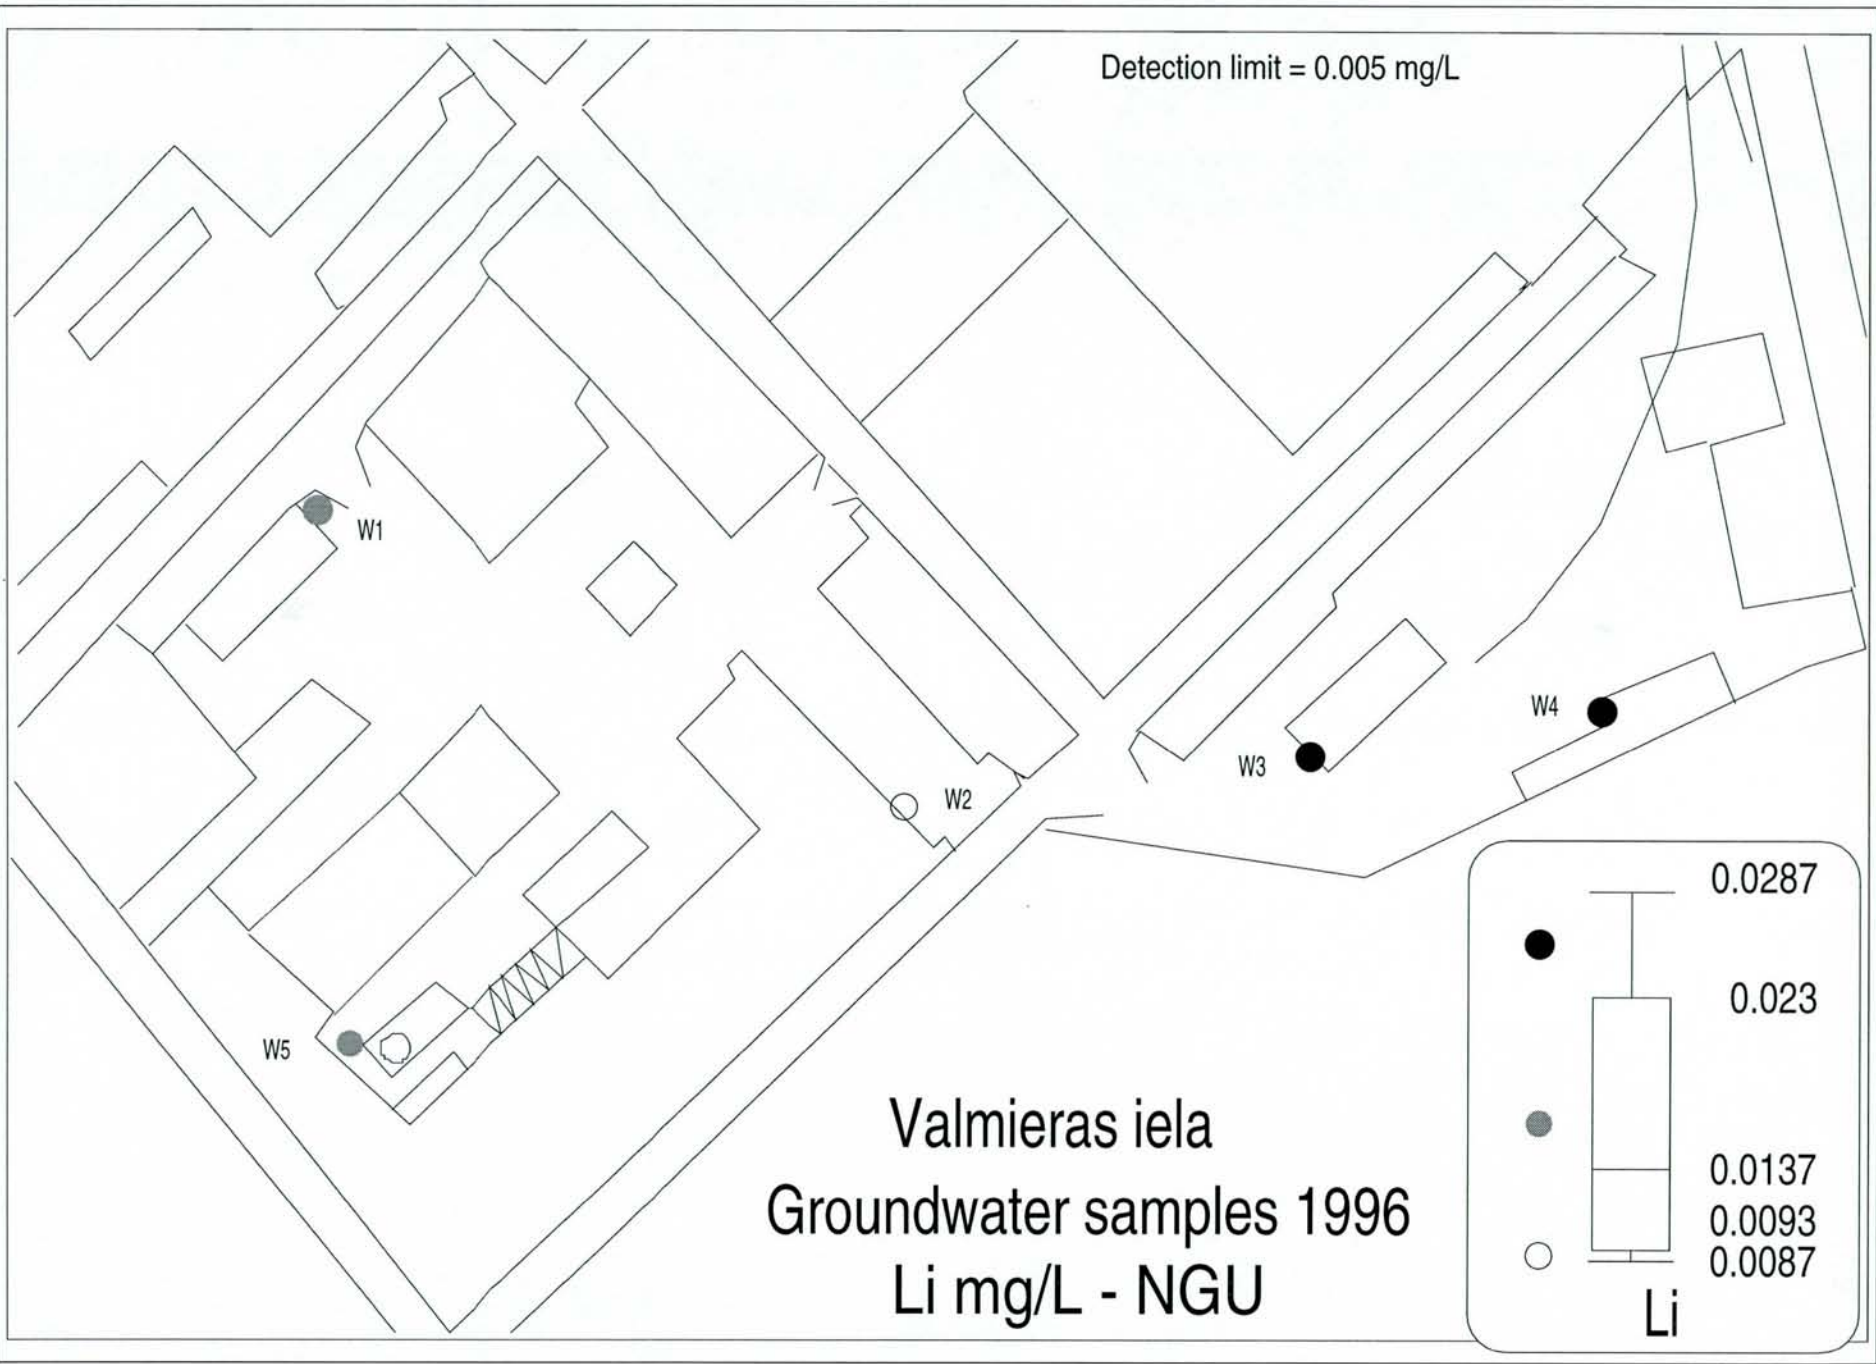 Detection limit = 0.005 mg/L
W1
W2
W3
W4
W5
Valmieras iela
Groundwater samples 1996
Li mg/L - NGU
0.0287
0.023
0.0137
0.0093
0.0087
Li